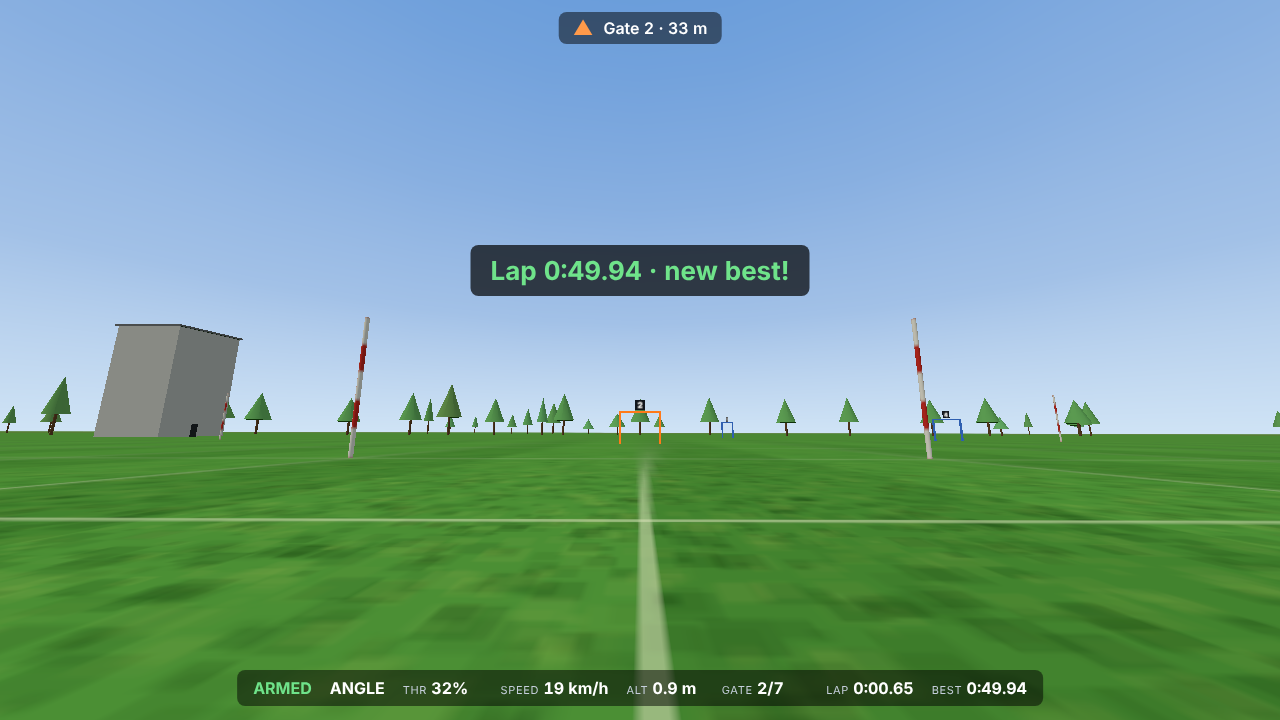 Gate 2 · 33 m
Lap 0:49.94 · new best!
2
ARMED ANGLE THR 32% SPEED 19 km/h ALT 0.9 m GATE 2/7 LAP 0:00.65 BEST 0:49.94